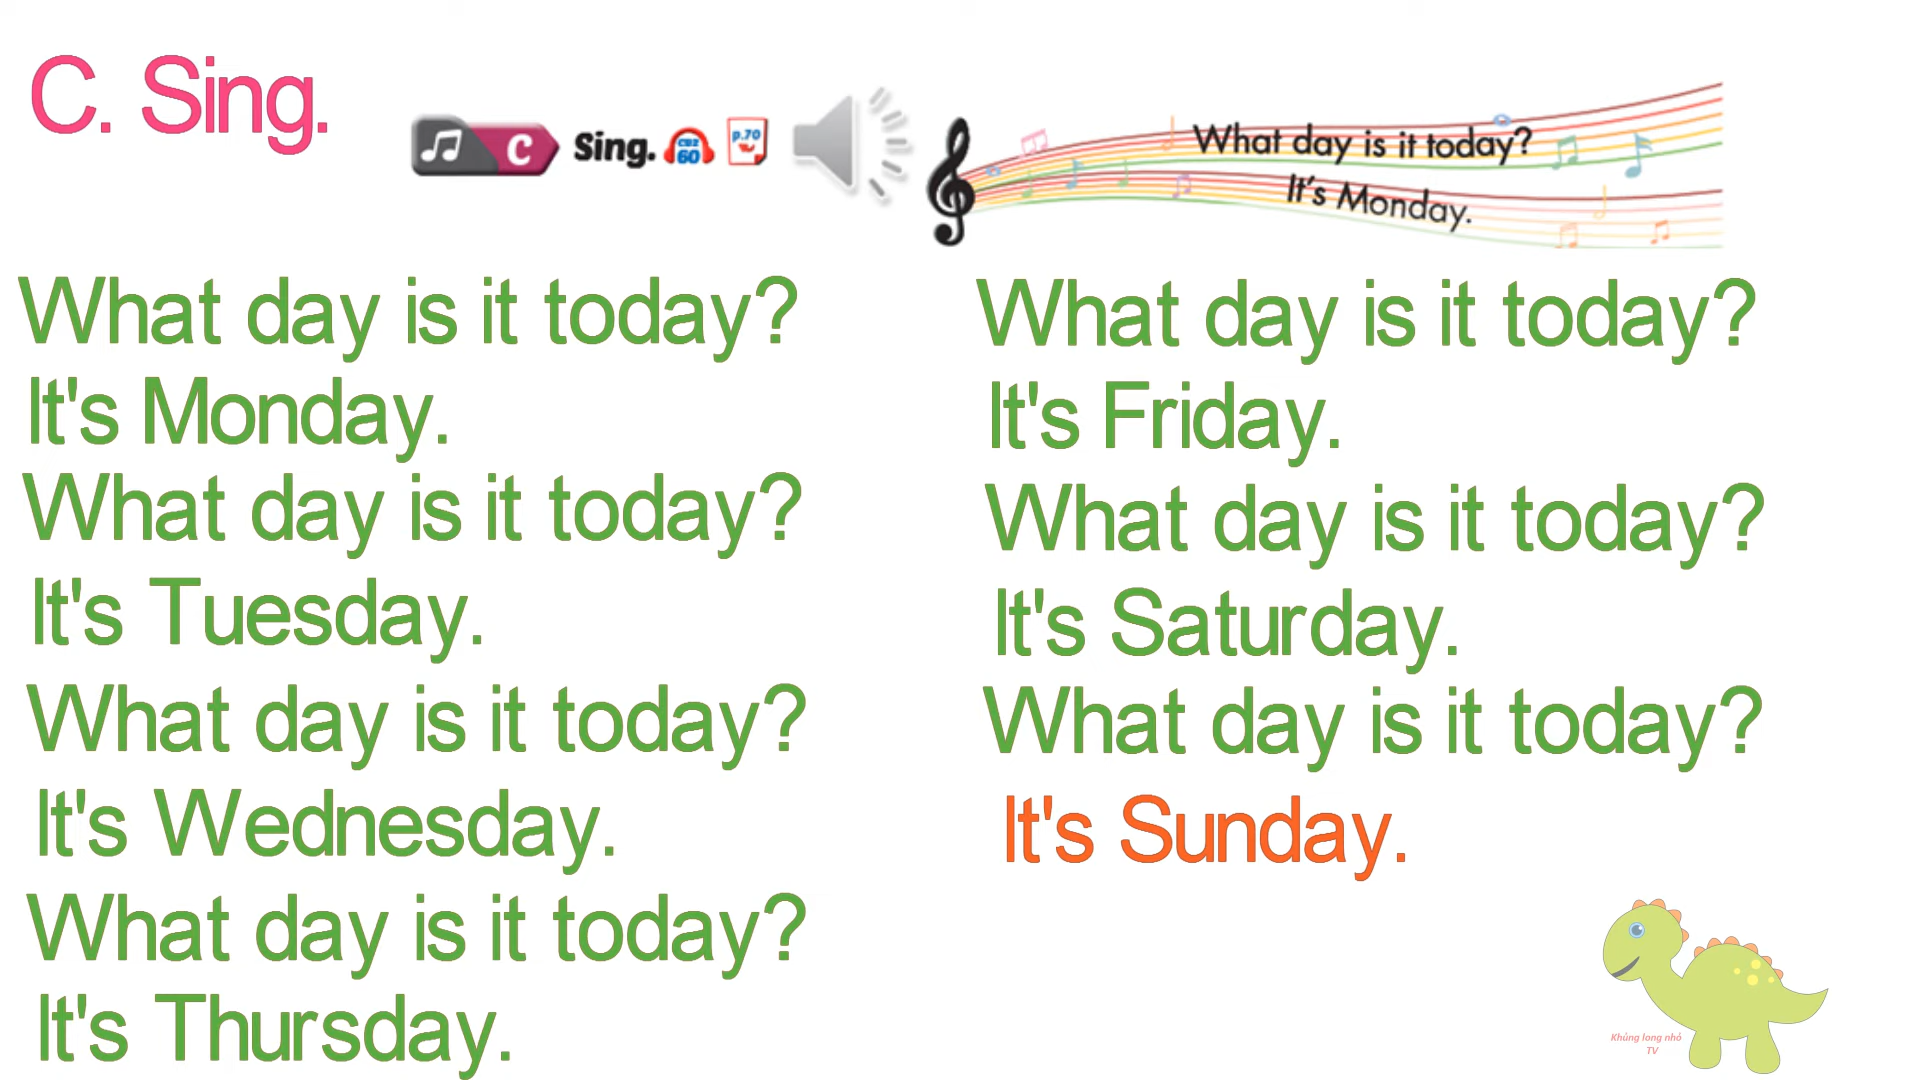 C. Sing.
C Sing. CD2 60 p.70
What day is it today?
It's Monday.
What day is it today?
It's Monday.
What day is it today?
It's Tuesday.
What day is it today?
It's Wednesday.
What day is it today?
It's Thursday.
What day is it today?
It's Friday.
What day is it today?
It's Saturday.
What day is it today?
It's Sunday.
Khủng long nhỏ
TV